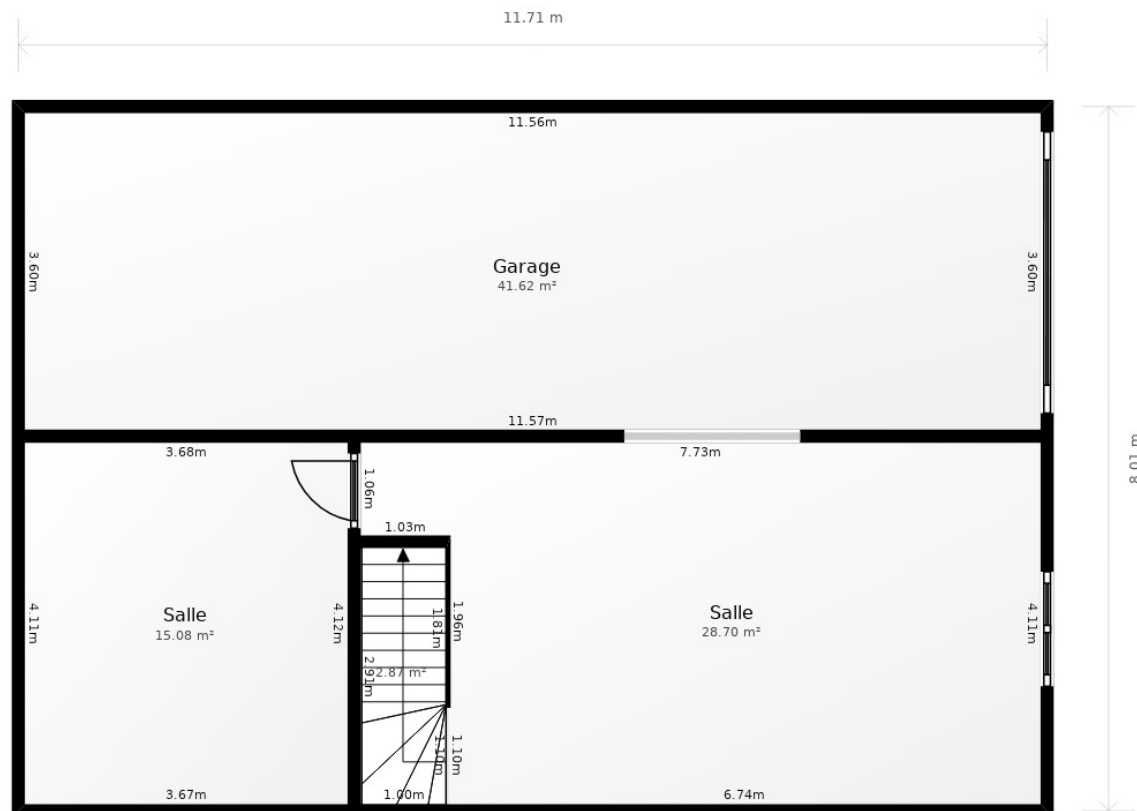 11.71 m
11.56m
3.60m
Garage
41.62 m²
3.60m
11.57m
8.01 m
3.68m
7.73m
1.06m
1.03m
4.11m
Salle
15.08 m²
4.12m
1.81m
1.96m
Salle
28.70 m²
4.11m
2.91m
2.87 m²
1.10m
1.10m
3.67m
1.00m
6.74m